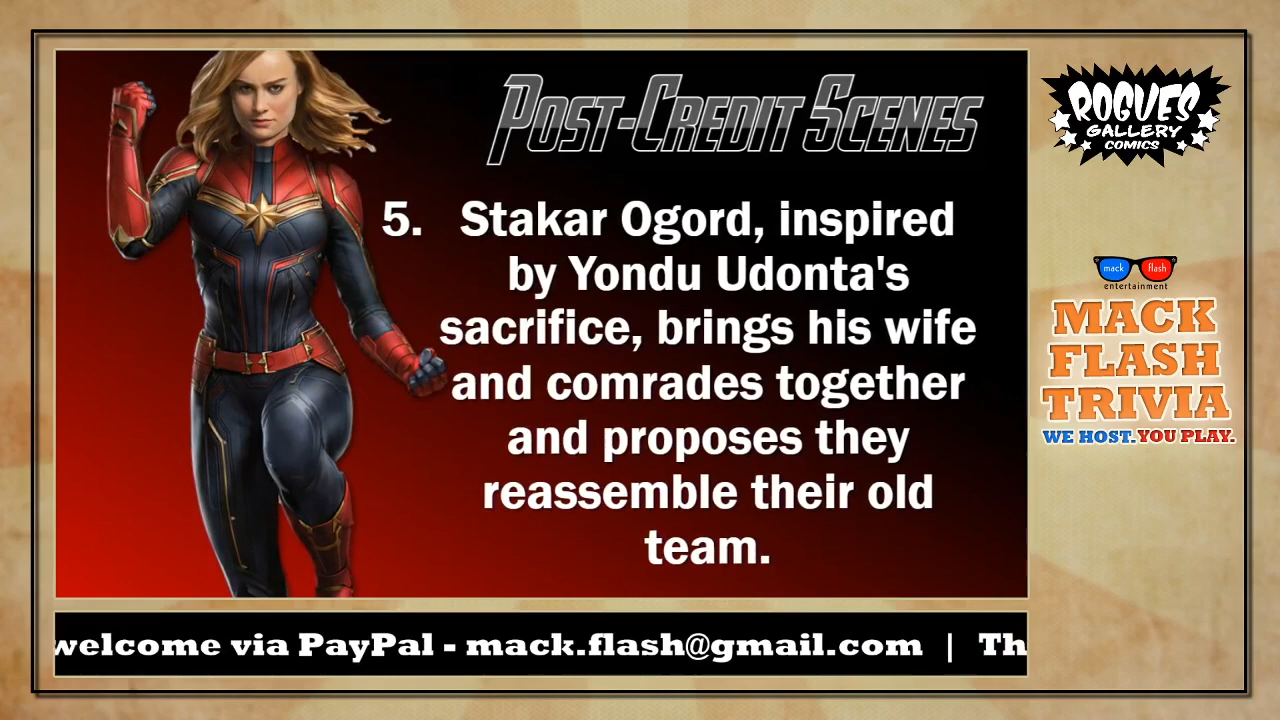 POST-CREDIT SCENES
5. Stakar Ogord, inspired
by Yondu Udonta's
sacrifice, brings his wife
and comrades together
and proposes they
reassemble their old
team.
ROGUES
GALLERY
COMICS
mack flash
entertainment
MACK
FLASH
TRIVIA
WE HOST. YOU PLAY.
welcome via PayPal - mack.flash@gmail.com | Th